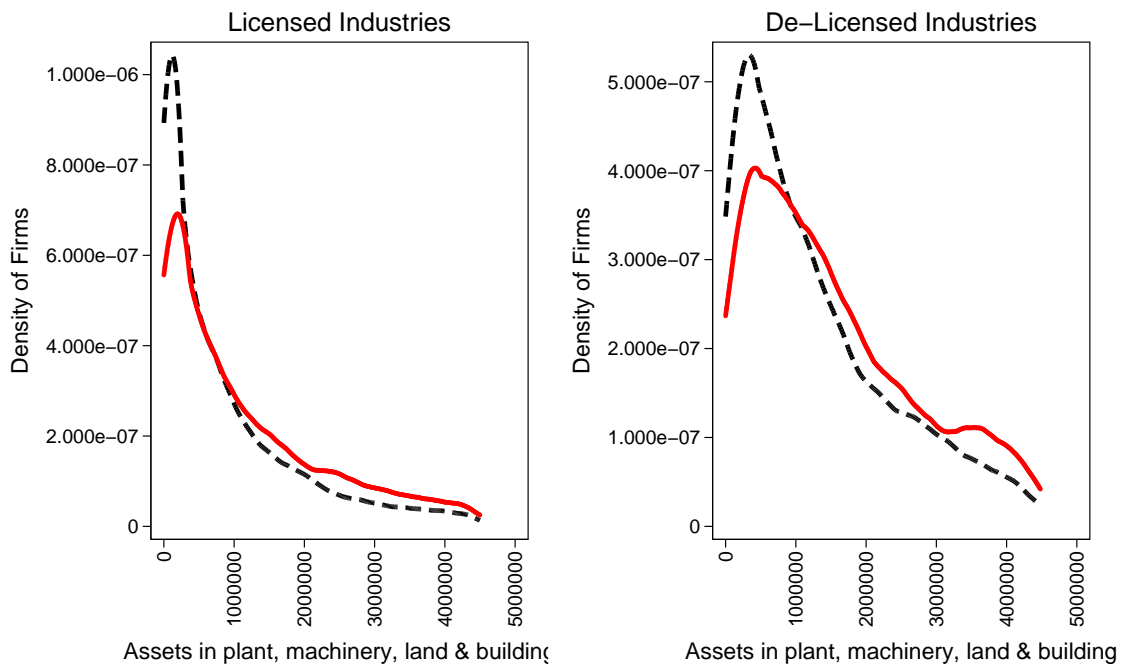 Licensed Industries
Density of Firms
1.000e−06
8.000e−07
6.000e−07
4.000e−07
2.000e−07
0
0
1000000
2000000
3000000
4000000
5000000
Assets in plant, machinery, land & building
De−Licensed Industries
Density of Firms
5.000e−07
4.000e−07
3.000e−07
2.000e−07
1.000e−07
0
0
1000000
2000000
3000000
4000000
5000000
Assets in plant, machinery, land & building